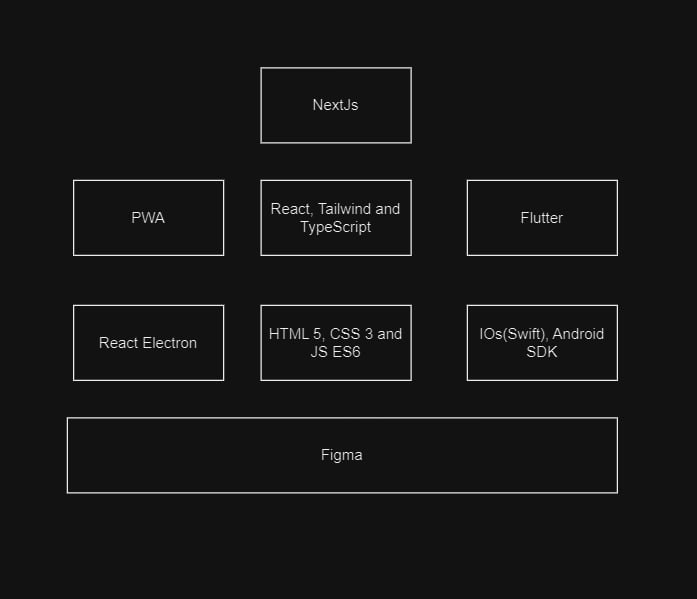 NextJs
PWA
React, Tailwind and
TypeScript
Flutter
React Electron
HTML 5, CSS 3 and
JS ES6
IOs(Swift), Android
SDK
Figma